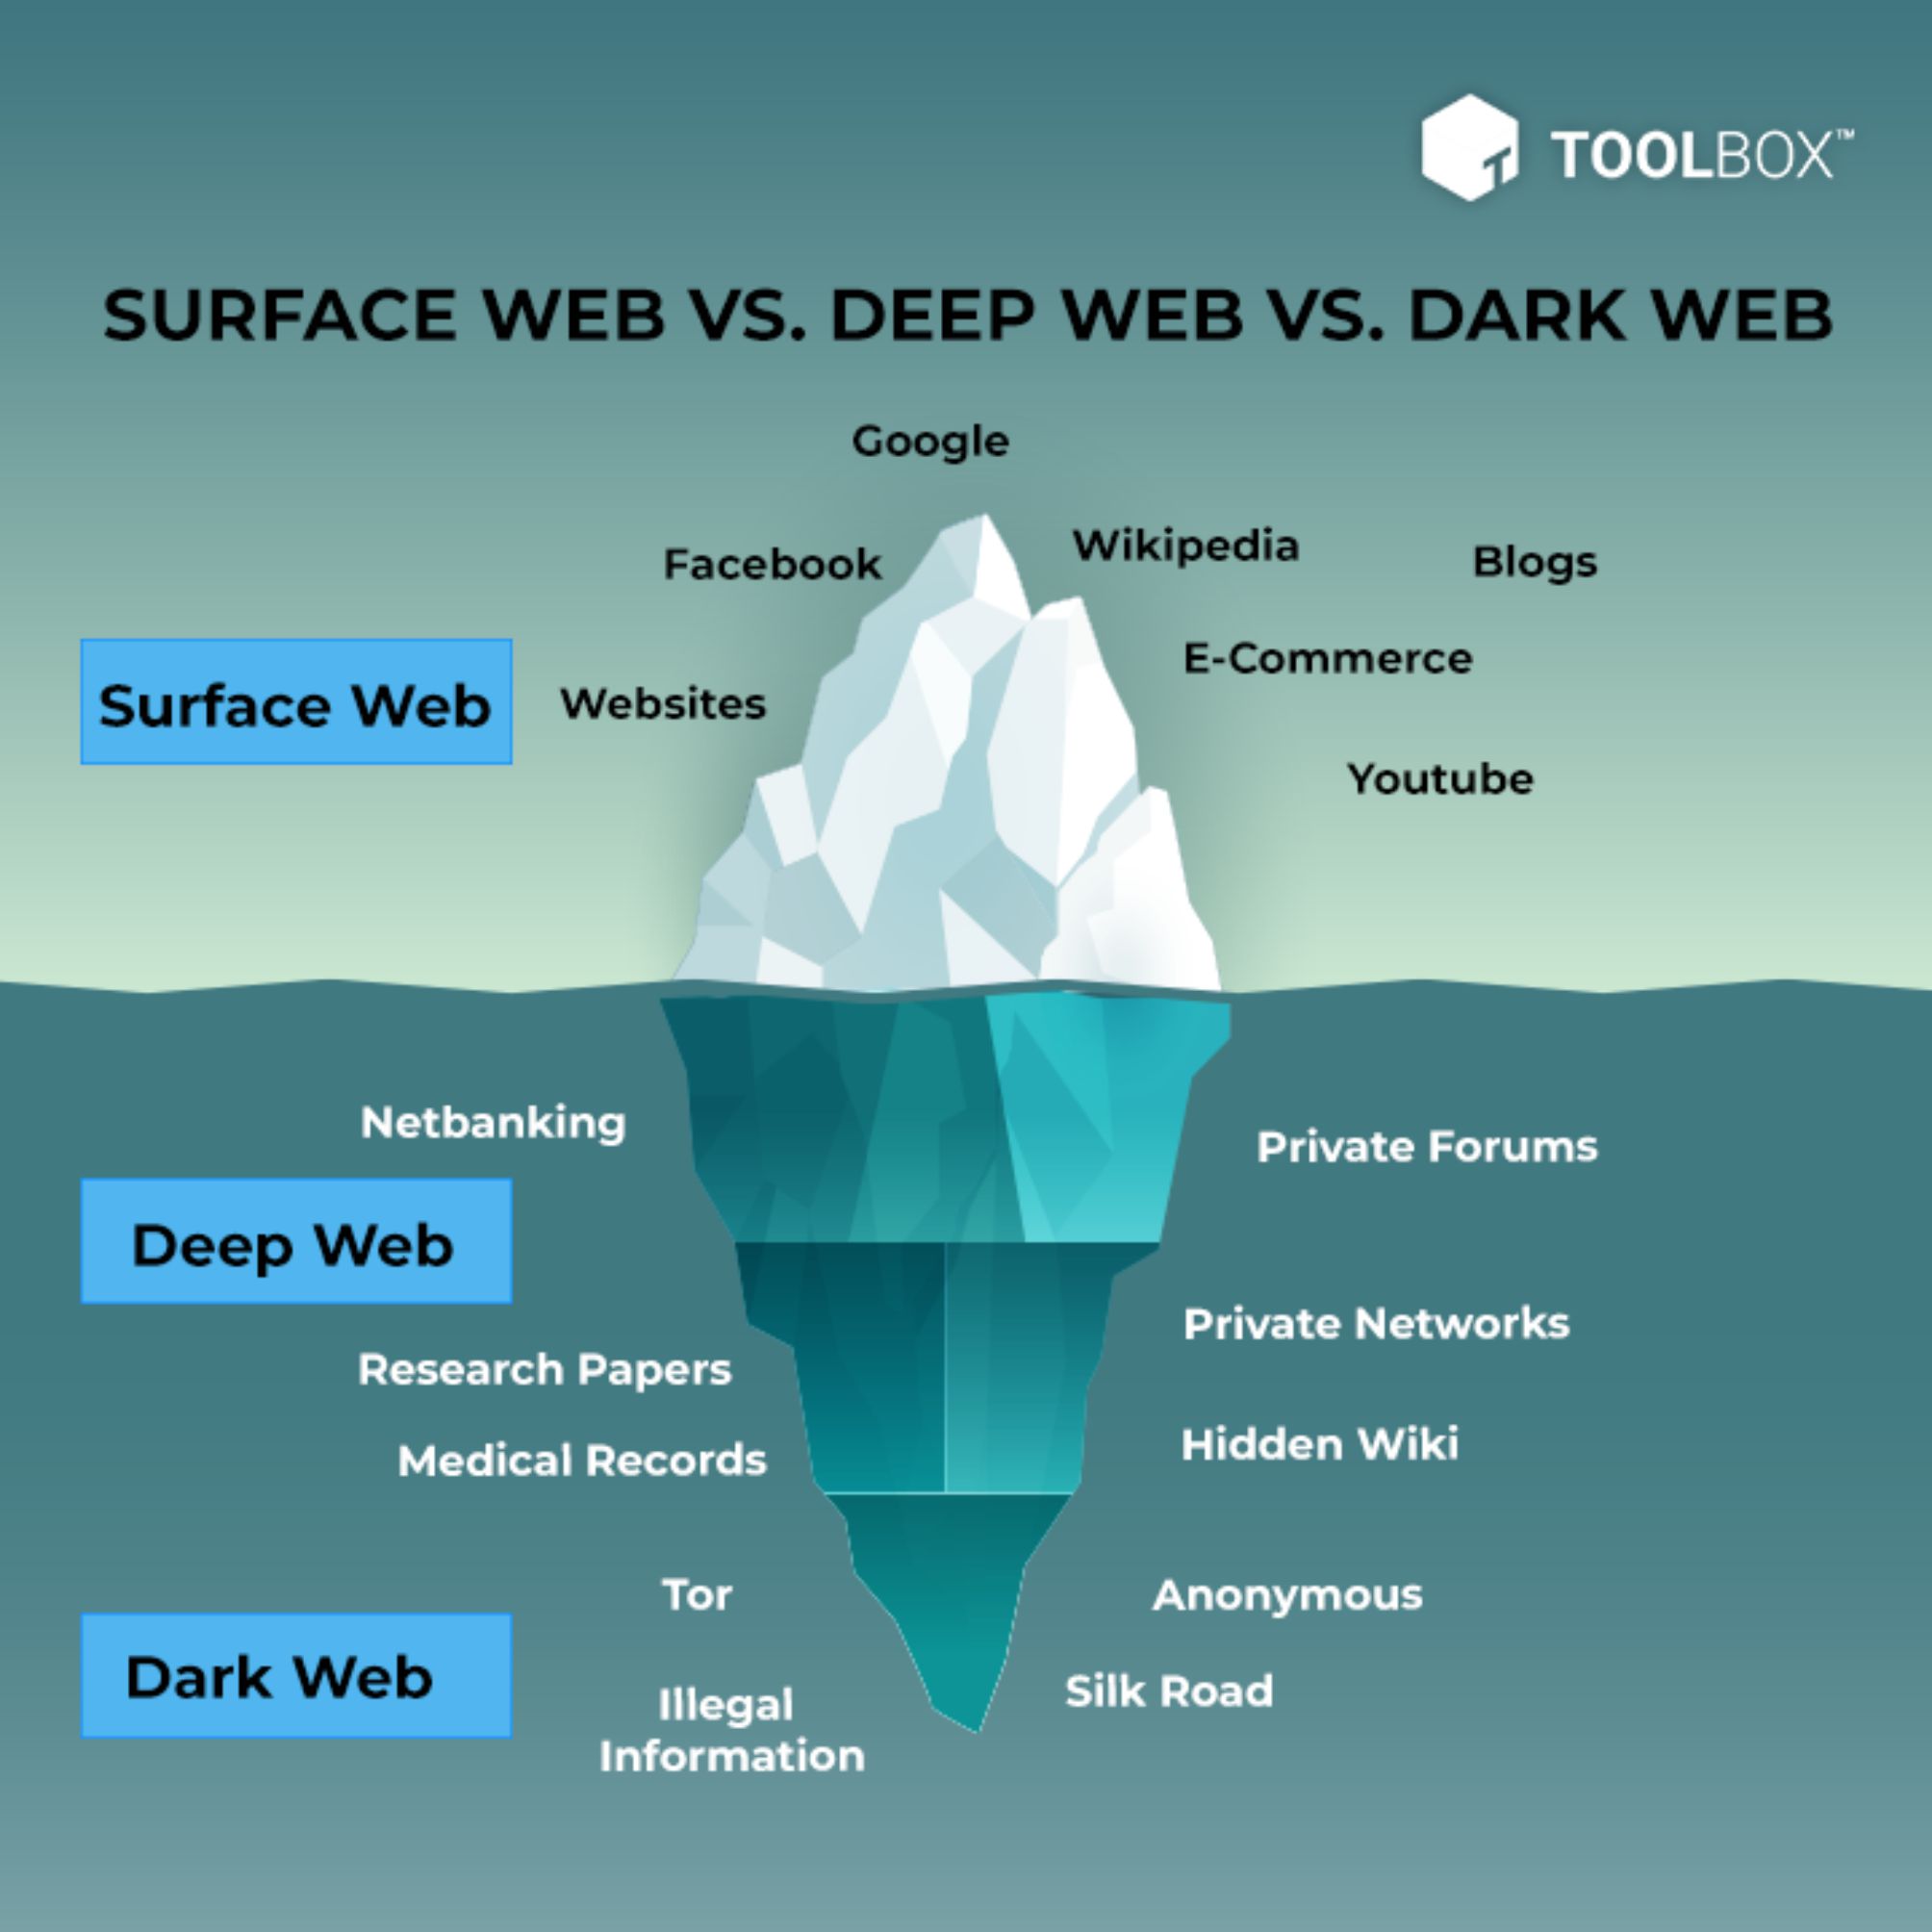 TOOLBOX™
SURFACE WEB VS. DEEP WEB VS. DARK WEB
Google
Facebook
Wikipedia
Blogs
Surface Web
Websites
E-Commerce
Youtube
Netbanking
Private Forums
Deep Web
Private Networks
Research Papers
Medical Records
Hidden Wiki
Tor
Anonymous
Dark Web
Illegal
Information
Silk Road